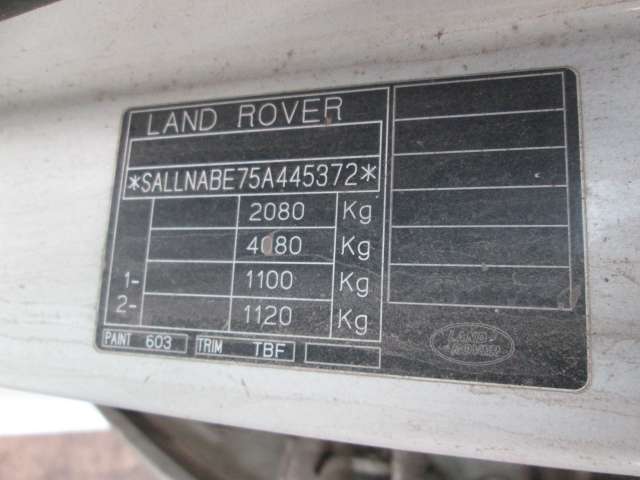 LAND ROVER
*SALLNABE75A445372*
2080 Kg
4080 Kg
1- 1100 Kg
2- 1120 Kg
PAINT 603 TRIM TBF
LAND-
ROVER